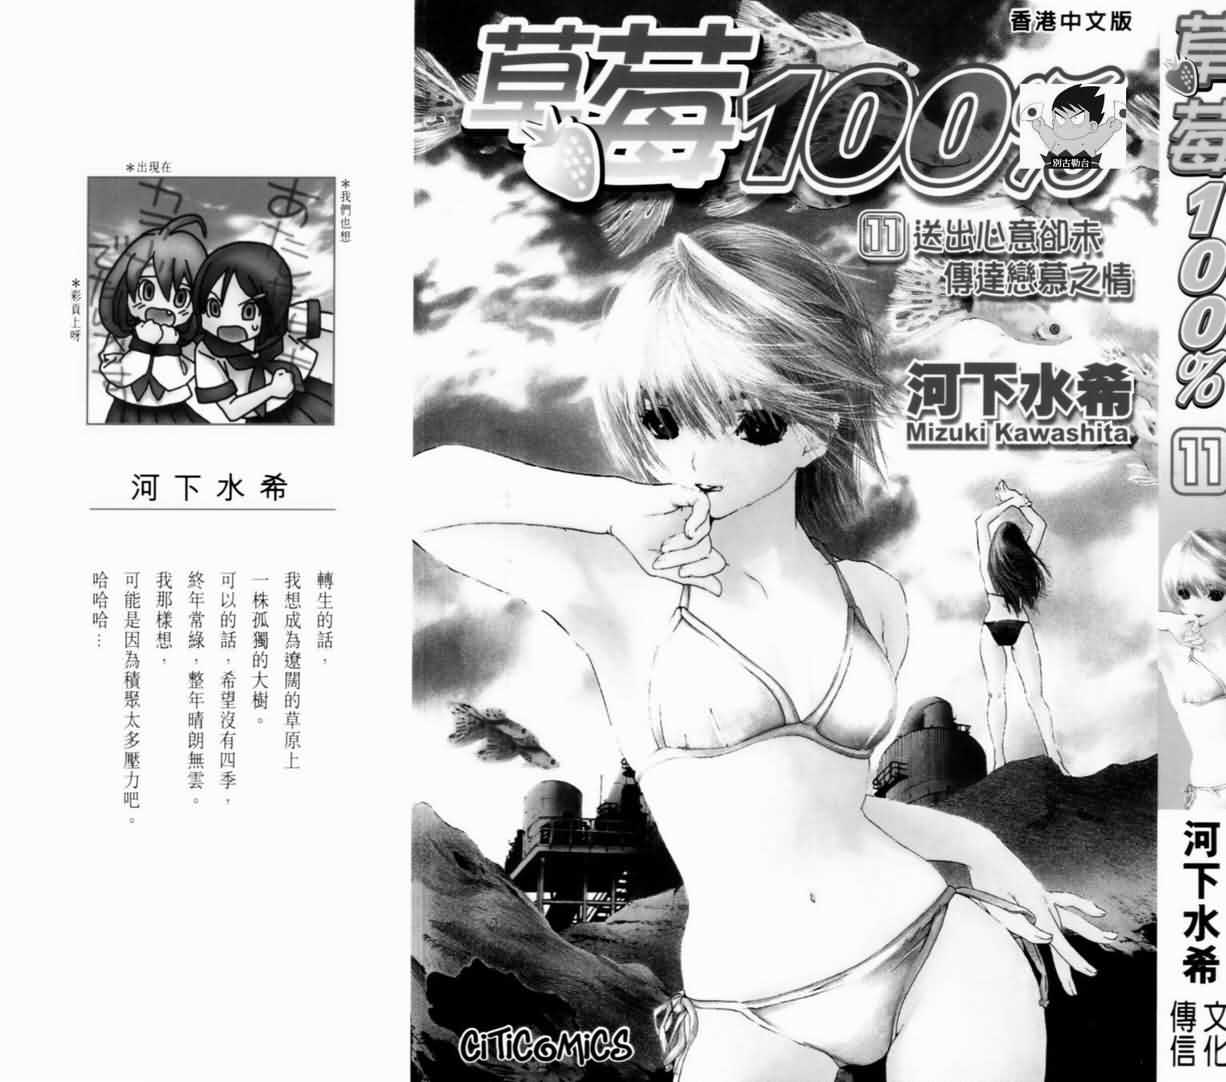 *出現在
*我們也想
*彩頁上呀
河下水希
轉生的話，
我想成為遼闊的草原上
一株孤獨的大樹。
可以的話，希望沒有四季，
終年常綠，整年晴朗無雲。
我那樣想，
可能是因為積聚太多壓力吧。
哈哈哈…
香港中文版
草莓100%
~別古勒台~
11 送出心意卻未
傳達戀慕之情
河下水希
Mizuki Kawashita
CiTiCOMiCS
草莓100%
11
河下水希
文化
傳信